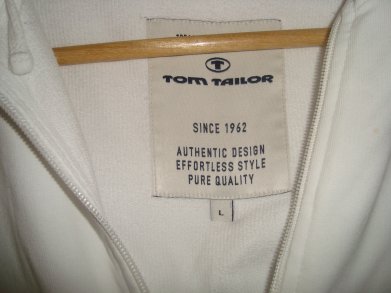 T
TOM TAILOR
SINCE 1962
AUTHENTIC DESIGN
EFFORTLESS STYLE
PURE QUALITY
L